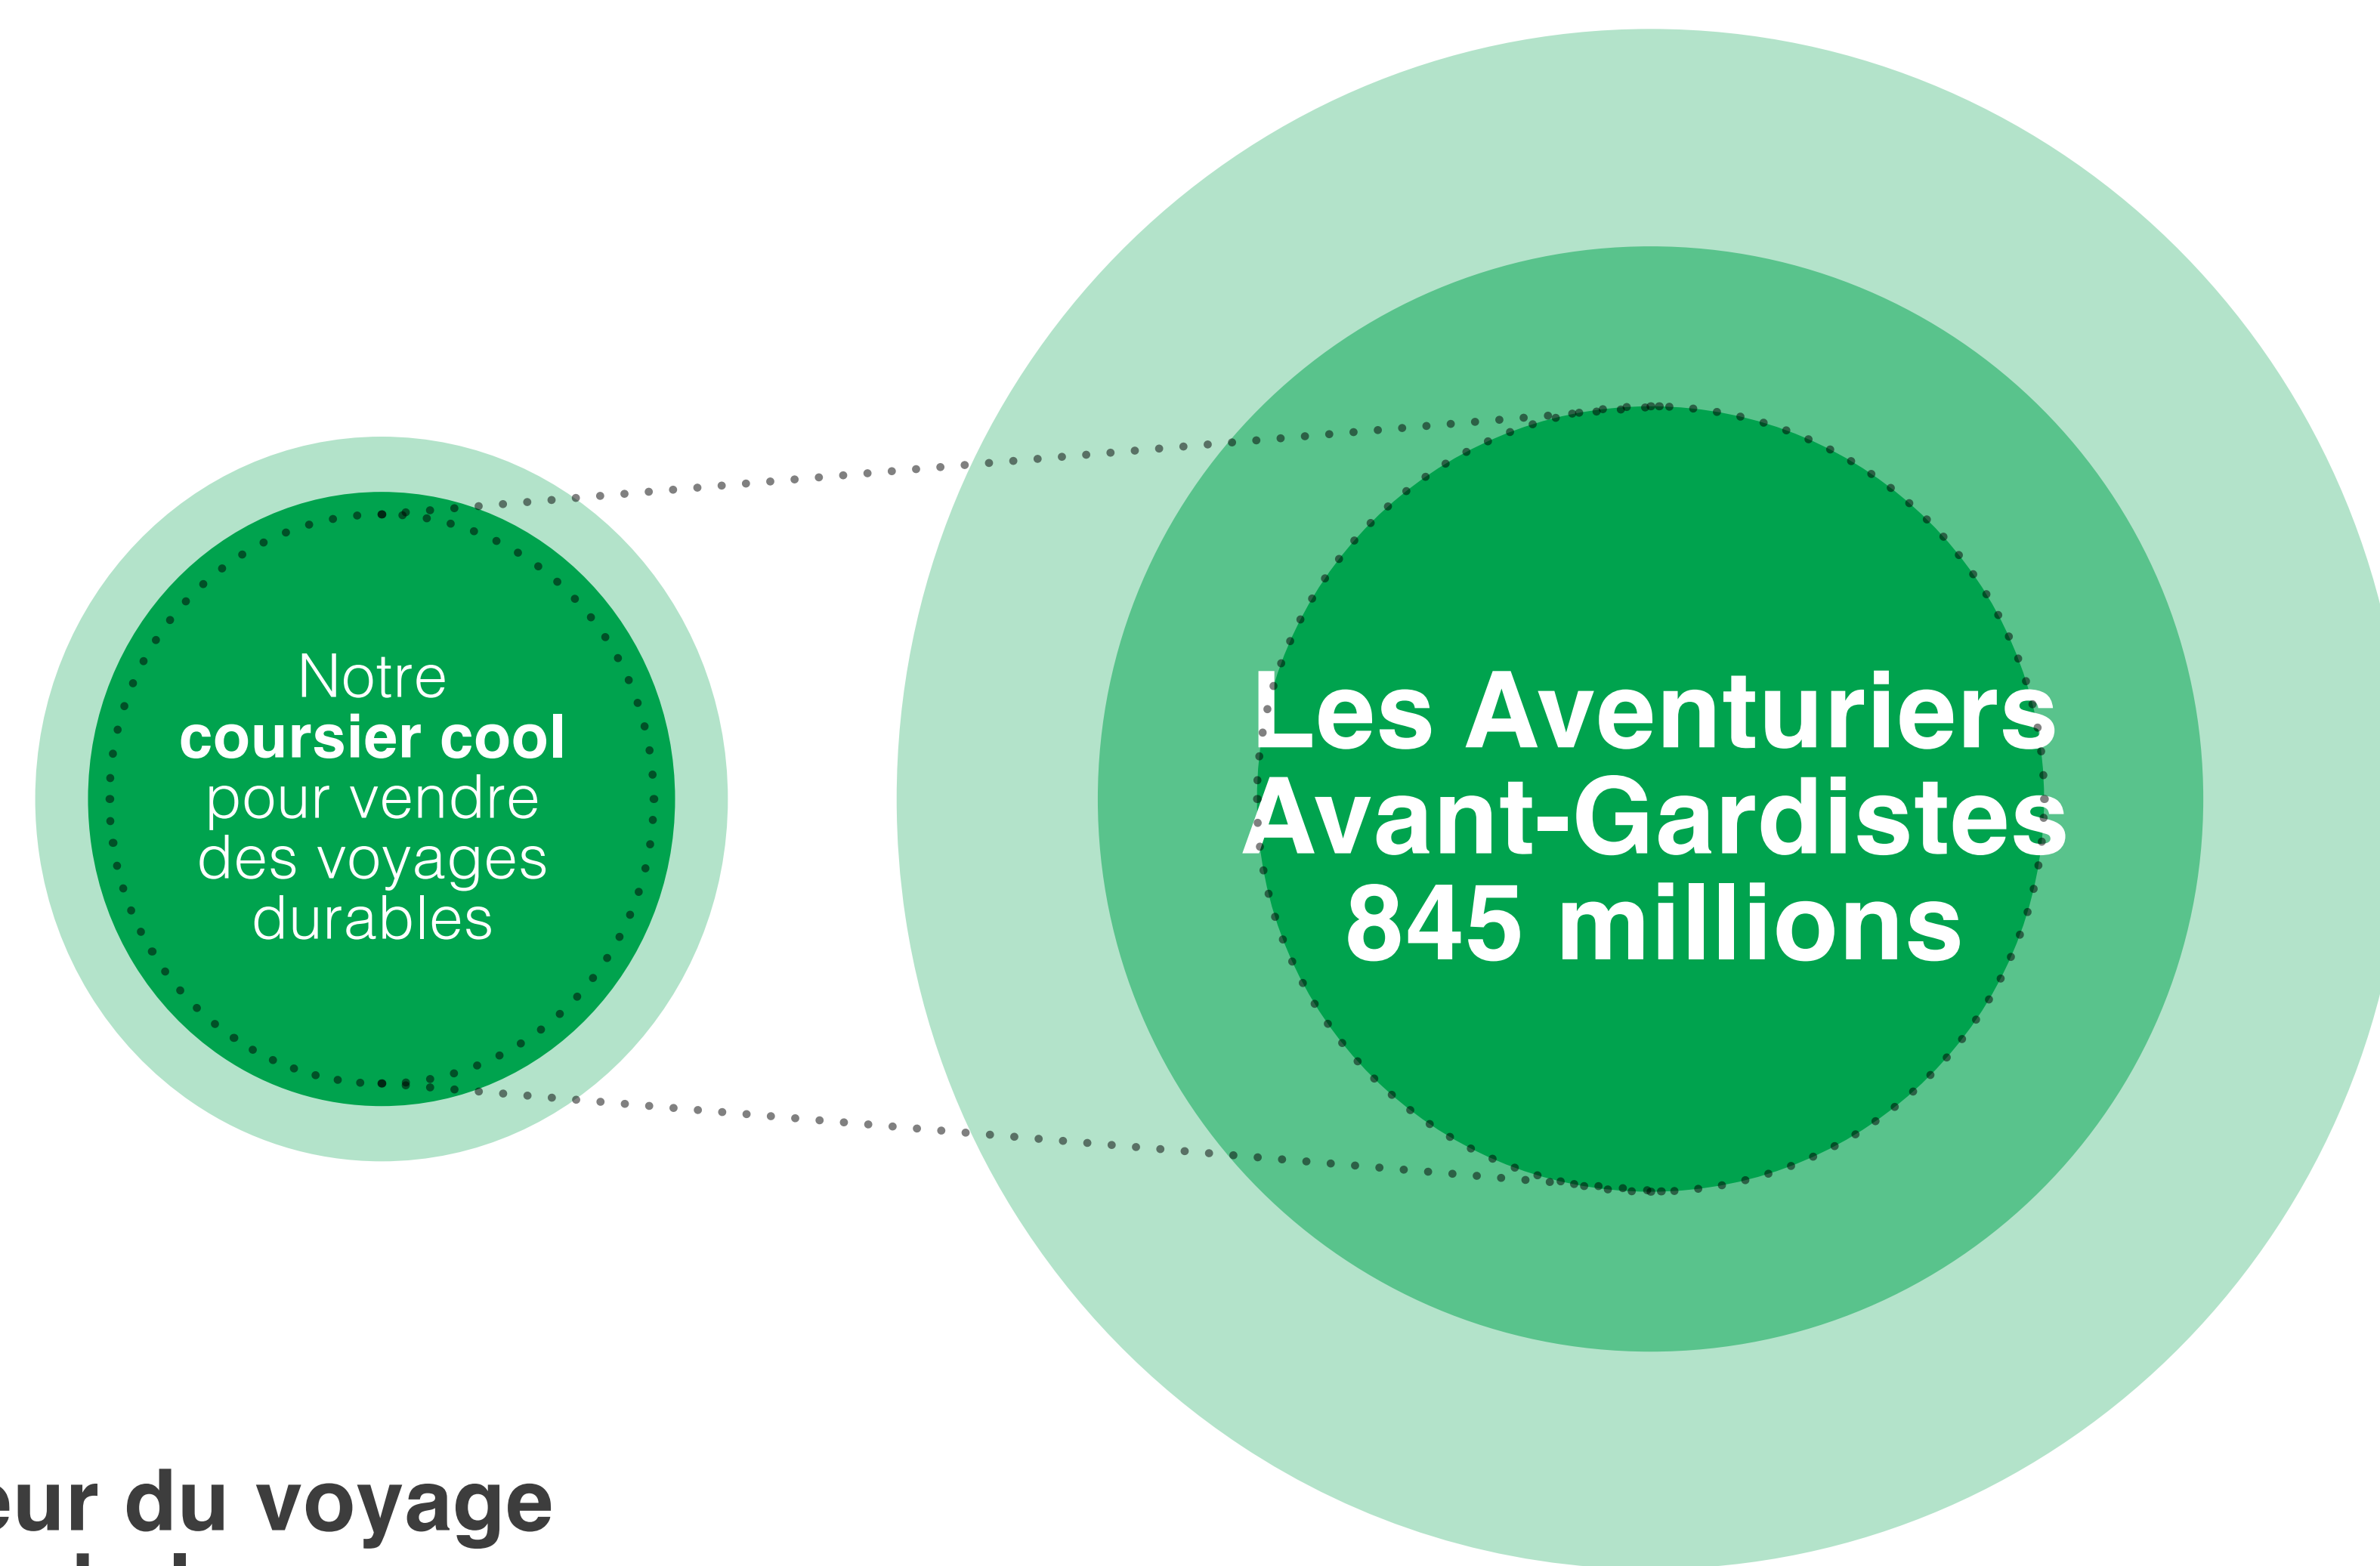 Notre
coursier cool
pour vendre
des voyages
durables
Les Aventuriers
Avant-Gardistes
845 millions
du voyage